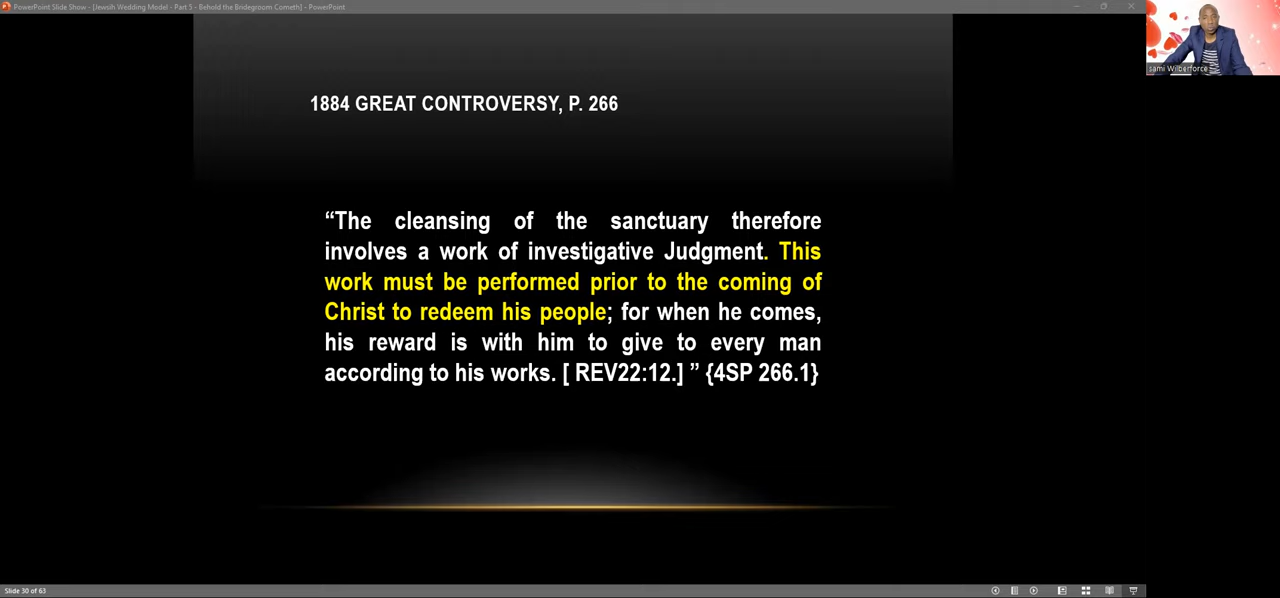 PowerPoint Slide Show - [Jewsih Wedding Model - Part 5 - Behold the Bridegroom Cometh] - PowerPoint
sami Wilberforce
1884 GREAT CONTROVERSY, P. 266
“The cleansing of the sanctuary therefore
involves a work of investigative Judgment. This
work must be performed prior to the coming of
Christ to redeem his people; for when he comes,
his reward is with him to give to every man
according to his works. [ REV22:12.] ” {4SP 266.1}
Slide 30 of 63